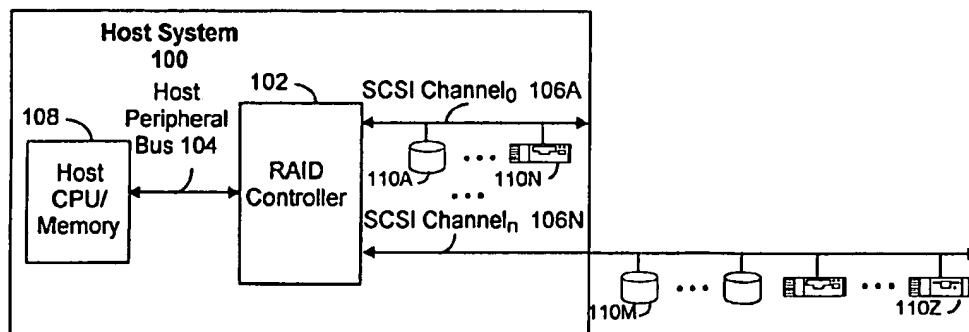 Host System
100
102
Host
Peripheral
Bus 104
108
Host
CPU/
Memory
RAID
Controller
SCSI Channel0 106A
110A
...
110N
...
SCSI Channeln 106N
110M
...
...
110Z